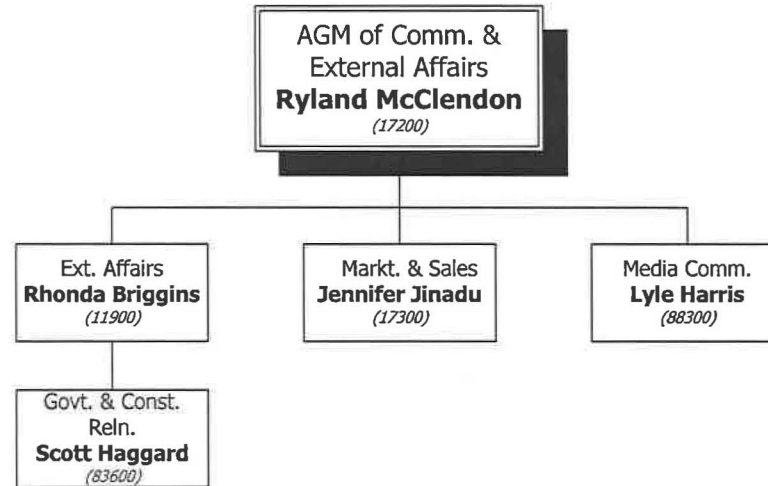 AGM of Comm. &
External Affairs
Ryland McClendon
(17200)
Ext. Affairs
Rhonda Briggins
(11900)
Markt. & Sales
Jennifer Jinadu
(17300)
Media Comm.
Lyle Harris
(88300)
Govt. & Const.
Reln.
Scott Haggard
(83600)